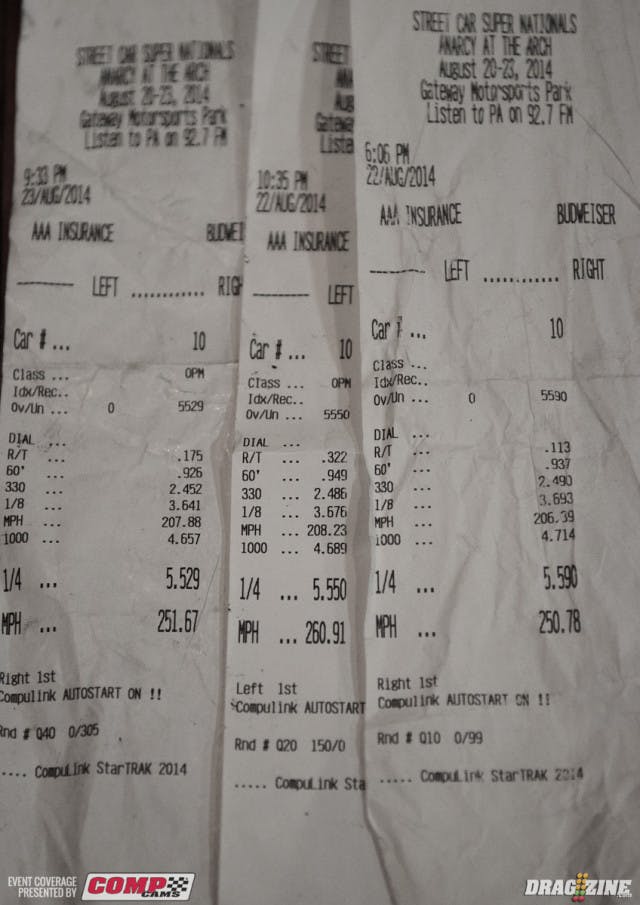 STREET CAR SUPER NATIONALS
ANARCY AT THE ARCH
August 20-23, 2014
Gateway Motorsports Park
Listen to PA on 92.7 FM
9:33 PM
23/AUG/2014
AAA INSURANCE BUDWEI
------- LEFT ............ RIGH
Car # ... 10
Class ... OPM
Idx/Rec..
Ov/Un ... 0 5529
DIAL ...
R/T ... .175
60' ... .926
330 ... 2.452
1/8 ... 3.641
MPH ... 207.88
1000 ... 4.657
1/4 ... 5.529
MPH ... 251.67
Right 1st
Compulink AUTOSTART ON !!
Rnd # Q40 0/305
.... CompuLink StarTRAK 2014
STREET
Aug
Gatewa
Liste
10:35 PM
22/AUG/2014
AAA INSURANCE
------- LEFT
Car # ... 10
Class ... OPM
Idx/Rec..
Ov/Un ... 5550
DIAL ...
R/T ... .322
60' ... .949
330 ... 2.486
1/8 ... 3.676
MPH ... 208.23
1000 ... 4.689
1/4 ... 5.550
MPH ... 260.91
Left 1st
Compulink AUTOSTART
Rnd # Q20 150/0
..... CompuLink Sta
STREET CAR SUPER NATIONALS
ANARCY AT THE ARCH
August 20-23, 2014
Gateway Motorsports Park
Listen to PA on 92.7 FM
6:06 PM
22/AUG/2014
AAA INSURANCE BUDWEISER
------- LEFT ............ RIGHT
Car # ... 10
Class ...
Idx/Rec..
Ov/Un ... 0 5590
DIAL ...
R/T ... .113
60' ... .937
330 ... 2.490
1/8 ... 3.693
MPH ... 206.39
1000 ... 4.714
1/4 ... 5.590
MPH ... 250.78
Right 1st
Compulink AUTOSTART ON !!
Rnd # Q10 0/99
..... CompuLink StarTRAK 2014
EVENT COVERAGE
PRESENTED BY
COMP
CAMS
DRAGZINE
.com